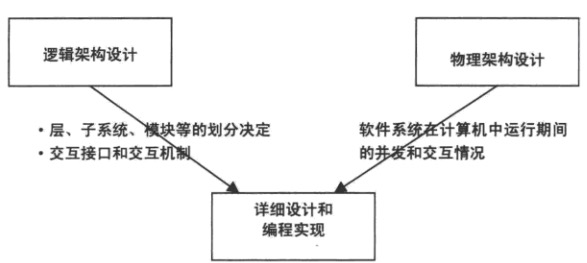 逻辑架构设计
物理架构设计
• 层、子系统、模块等的划分决定
• 交互接口和交互机制
软件系统在计算机中运行期间
的并发和交互情况
详细设计和
编程实现